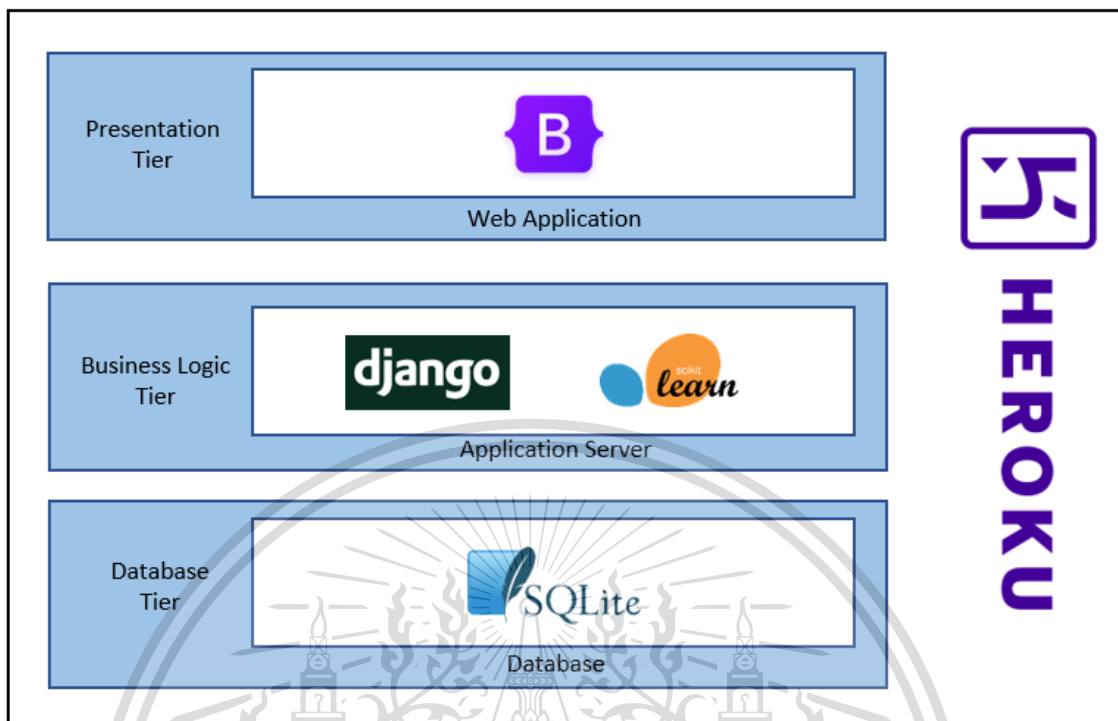 Presentation
Tier
B
Web Application
Business Logic
Tier
django
scikit
learn
Application Server
Database
Tier
SQLite
Database
HEROKU